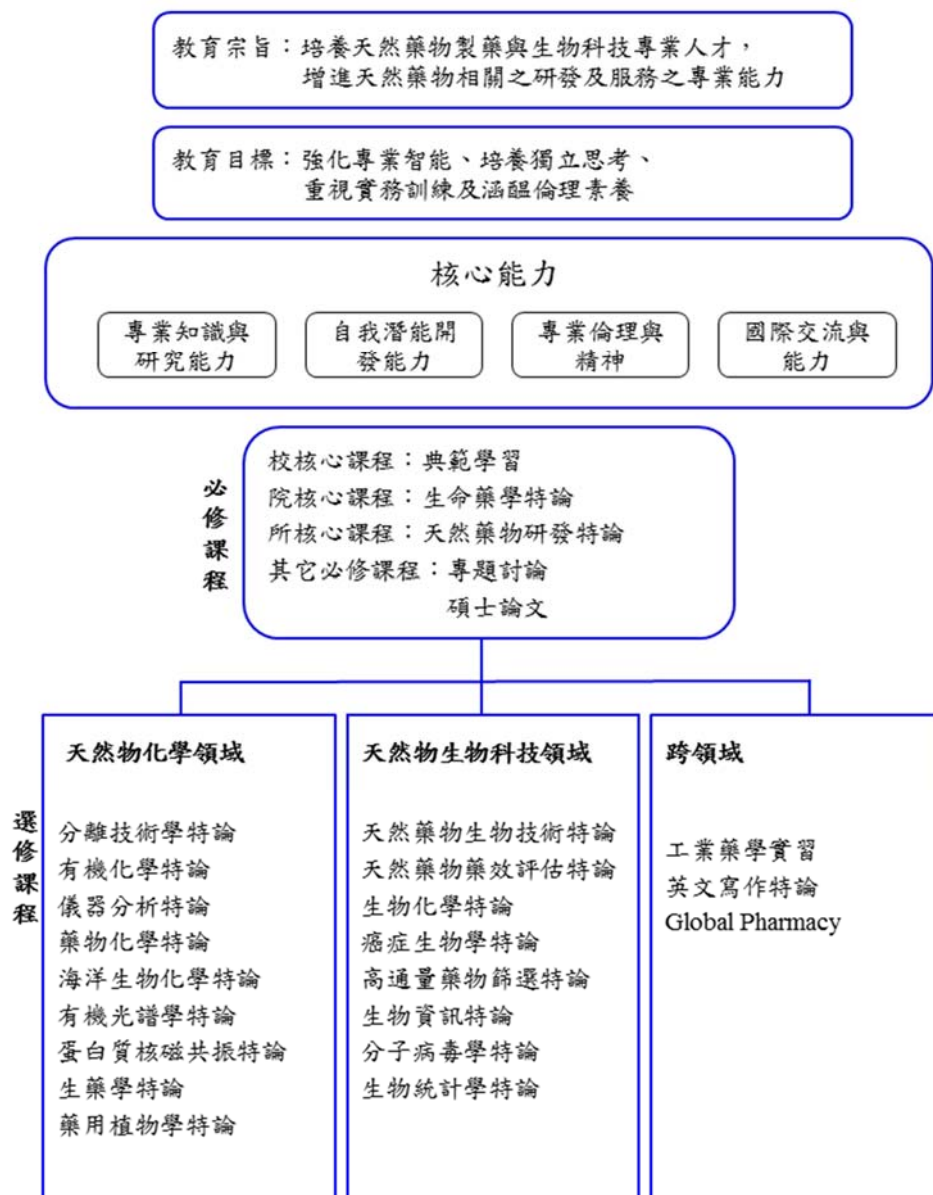 教育宗旨：培養天然藥物製藥與生物科技專業人才，
增進天然藥物相關之研發及服務之專業能力
教育目標：強化專業智能、培養獨立思考、
重視實務訓練及涵醞倫理素養
核心能力
專業知識與
研究能力
自我潛能開
發能力
專業倫理與
精神
國際交流與
能力
必修課程
校核心課程：典範學習
院核心課程：生命藥學特論
所核心課程：天然藥物研發特論
其它必修課程：專題討論
碩士論文
選修課程
天然物化學領域
分離技術學特論
有機化學特論
儀器分析特論
藥物化學特論
海洋生物化學特論
有機光譜學特論
蛋白質核磁共振特論
生藥學特論
藥用植物學特論
天然物生物科技領域
天然藥物生物技術特論
天然藥物藥效評估特論
生物化學特論
癌症生物學特論
高通量藥物篩選特論
生物資訊特論
分子病毒學特論
生物統計學特論
跨領域
工業藥學實習
英文寫作特論
Global Pharmacy